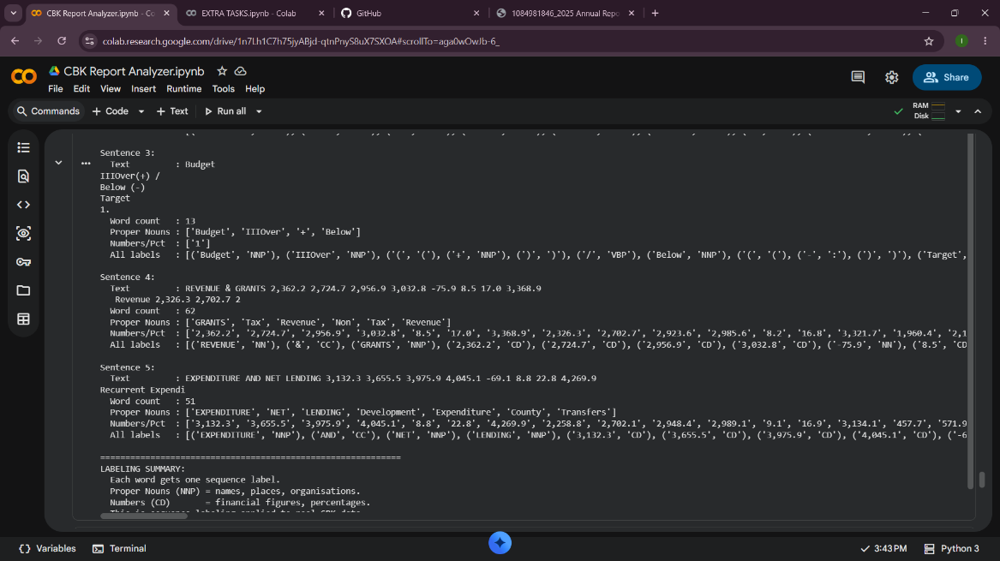 CBK Report Analyzer.ipynb - Co
EXTRA TASKS.ipynb - Colab
GitHub
1084981846_2025 Annual Repo
colab.research.google.com/drive/1n7Lh1C7h75jyABjd-qtnPnyS8uX7SXOA#scrollTo=aga0wOwJb-6_
I
CBK Report Analyzer.ipynb
File Edit View Insert Runtime Tools Help
Share
Commands + Code + Text Run all
RAM
Disk
Sentence 3:
Text : Budget
IIIOver(+) /
Below (-)
Target
1.
Word count : 13
Proper Nouns : ['Budget', 'IIIOver', '+', 'Below']
Numbers/Pct : ['1']
All labels : [('Budget', 'NNP'), ('IIIOver', 'NNP'), ('(', '('), ('+', 'NNP'), (')', ')'), ('/', 'VBP'), ('Below', 'NNP'), ('(', '('), ('-', ':'), (')', ')'), ('Target',
Sentence 4:
Text : REVENUE & GRANTS 2,362.2 2,724.7 2,956.9 3,032.8 -75.9 8.5 17.0 3,368.9
Revenue 2,326.3 2,702.7 2
Word count : 62
Proper Nouns : ['GRANTS', 'Tax', 'Revenue', 'Non', 'Tax', 'Revenue']
Numbers/Pct : ['2,362.2', '2,724.7', '2,956.9', '3,032.8', '8.5', '17.0', '3,368.9', '2,326.3', '2,702.7', '2,923.6', '2,985.6', '8.2', '16.8', '3,321.7', '1,960.4', '2,1
All labels : [('REVENUE', 'NN'), ('&', 'CC'), ('GRANTS', 'NNP'), ('2,362.2', 'CD'), ('2,724.7', 'CD'), ('2,956.9', 'CD'), ('3,032.8', 'CD'), ('-75.9', 'NN'), ('8.5', 'CD
Sentence 5:
Text : EXPENDITURE AND NET LENDING 3,132.3 3,655.5 3,975.9 4,045.1 -69.1 8.8 22.8 4,269.9
Recurrent Expendi
Word count : 51
Proper Nouns : ['EXPENDITURE', 'NET', 'LENDING', 'Development', 'Expenditure', 'County', 'Transfers']
Numbers/Pct : ['3,132.3', '3,655.5', '3,975.9', '4,045.1', '8.8', '22.8', '4,269.9', '2,258.8', '2,702.1', '2,948.4', '2,989.1', '9.1', '16.9', '3,134.1', '457.7', '571.9
All labels : [('EXPENDITURE', 'NNP'), ('AND', 'CC'), ('NET', 'NNP'), ('LENDING', 'NNP'), ('3,132.3', 'CD'), ('3,655.5', 'CD'), ('3,975.9', 'CD'), ('4,045.1', 'CD'), ('-6
============================================================
LABELING SUMMARY:
Each word gets one sequence label.
Proper Nouns (NNP) = names, places, organisations.
Numbers (CD) = financial figures, percentages.
Variables Terminal
3:43 PM Python 3